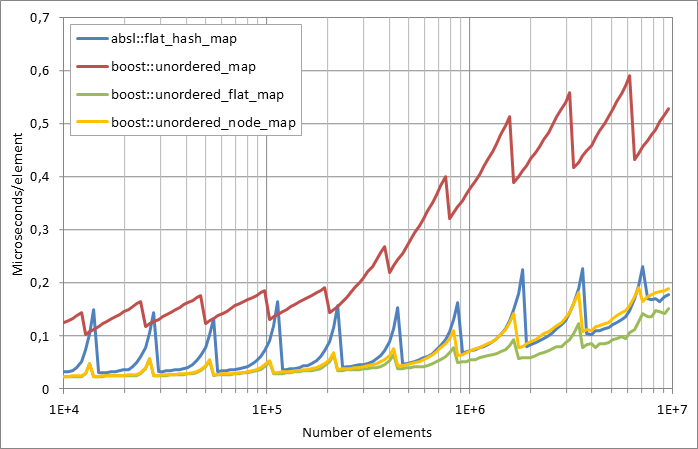 0,7
0,6
0,5
0,4
0,3
0,2
0,1
0
Microseconds/element
absl::flat_hash_map
boost::unordered_map
boost::unordered_flat_map
boost::unordered_node_map
1E+4
1E+5
1E+6
1E+7
Number of elements